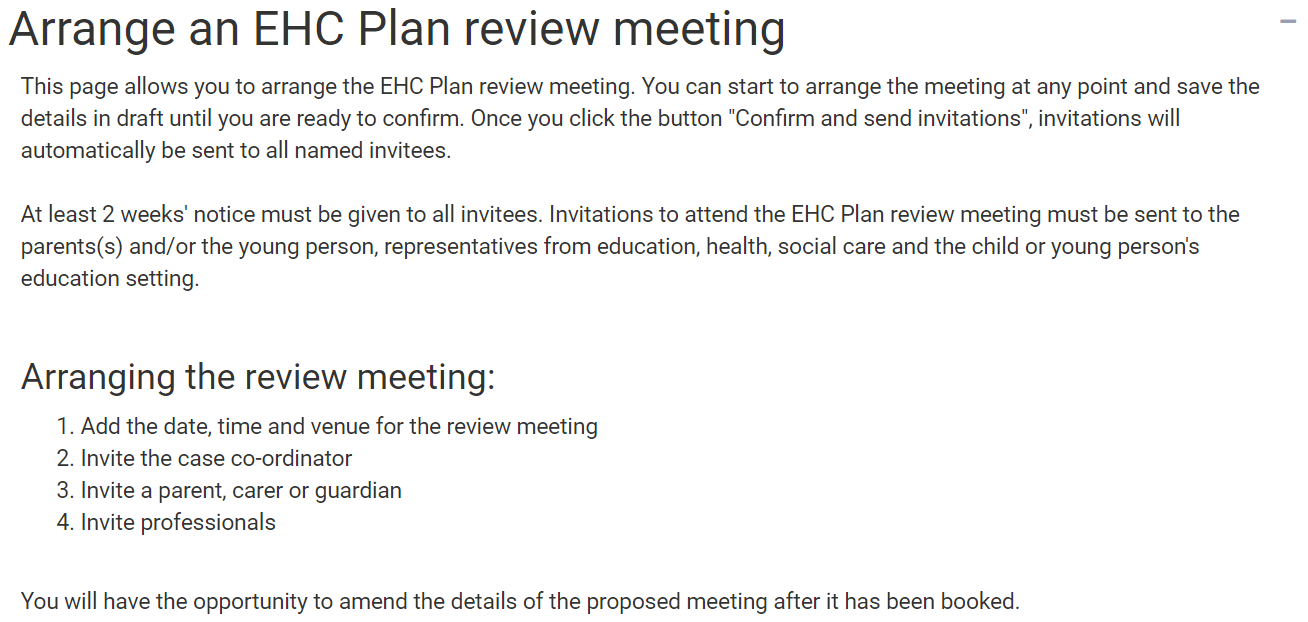 Arrange an EHC Plan review meeting
This page allows you to arrange the EHC Plan review meeting. You can start to arrange the meeting at any point and save the
details in draft until you are ready to confirm. Once you click the button "Confirm and send invitations", invitations will
automatically be sent to all named invitees.
At least 2 weeks' notice must be given to all invitees. Invitations to attend the EHC Plan review meeting must be sent to the
parents(s) and/or the young person, representatives from education, health, social care and the child or young person's
education setting.
Arranging the review meeting:
1. Add the date, time and venue for the review meeting
2. Invite the case co-ordinator
3. Invite a parent, carer or guardian
4. Invite professionals
You will have the opportunity to amend the details of the proposed meeting after it has been booked.